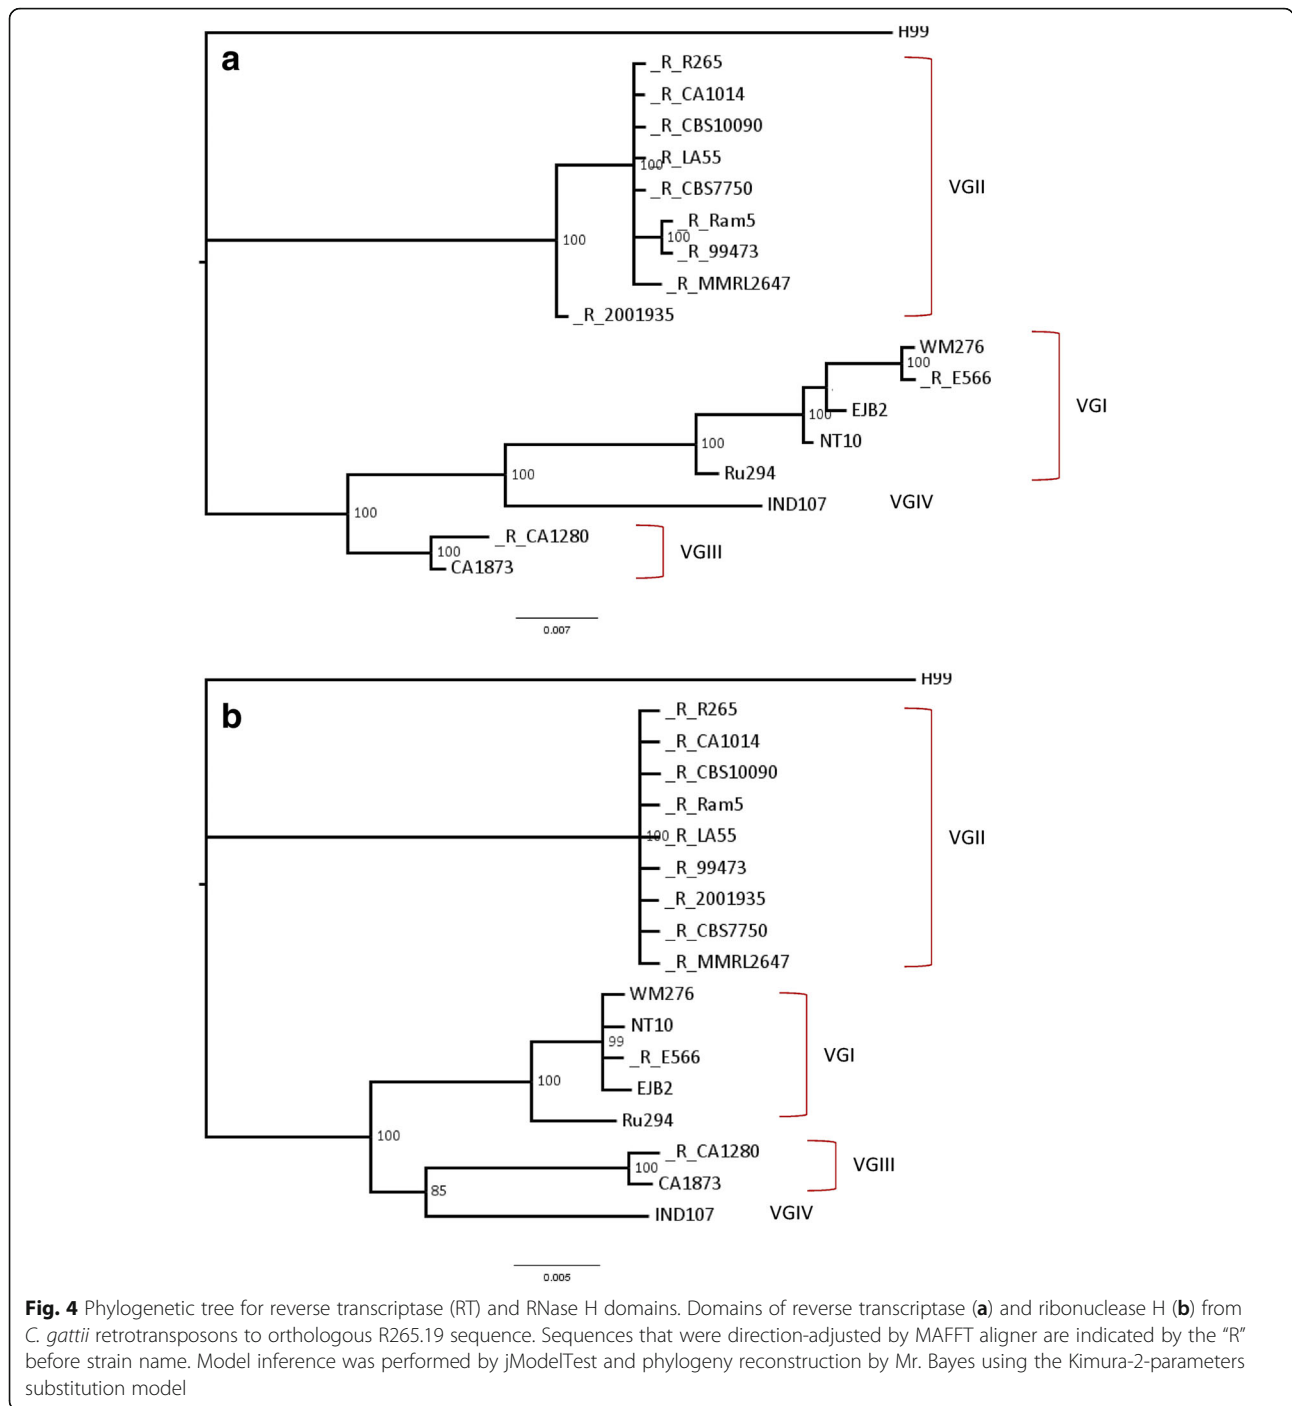 a
H99
_R_R265
_R_CA1014
_R_CBS10090
100
_R_LA55
_R_CBS7750
VGII
_R_Ram5
100
100
_R_99473
_R_MMRL2647
_R_2001935
WM276
100
_R_E566
EJB2
VGI
100
NT10
100
Ru294
100
IND107
VGIV
100
_R_CA1280
100
VGIII
CA1873
0.007
b
H99
_R_R265
_R_CA1014
_R_CBS10090
_R_Ram5
100
_R_LA55
VGII
_R_99473
_R_2001935
_R_CBS7750
_R_MMRL2647
WM276
NT10
99
_R_E566
VGI
100
EJB2
Ru294
100
_R_CA1280
100
VGIII
CA1873
85
IND107
VGIV
0.005
Fig. 4 Phylogenetic tree for reverse transcriptase (RT) and RNase H domains. Domains of reverse transcriptase (a) and ribonuclease H (b) from
C. gattii retrotransposons to orthologous R265.19 sequence. Sequences that were direction-adjusted by MAFFT aligner are indicated by the “R”
before strain name. Model inference was performed by jModelTest and phylogeny reconstruction by Mr. Bayes using the Kimura-2-parameters
substitution model